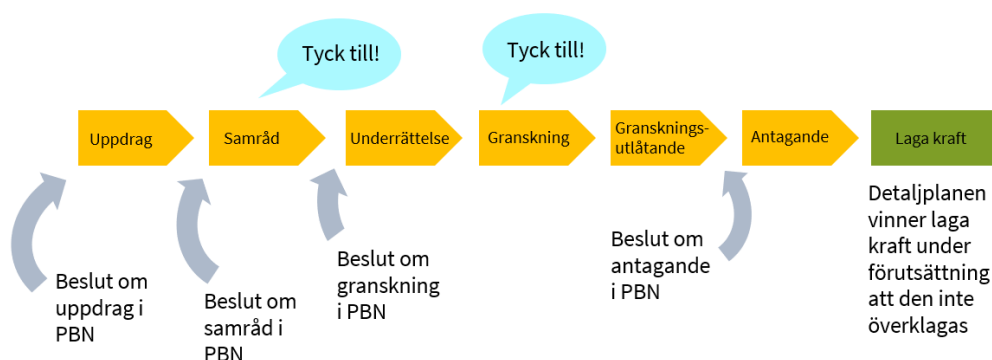 Tyck till!
Tyck till!
Uppdrag
Samråd
Underrättelse
Granskning
Gransknings-
utlåtande
Antagande
Laga kraft
Beslut om
uppdrag i
PBN
Beslut om
samråd i
PBN
Beslut om
granskning
i PBN
Beslut om
antagande
i PBN
Detaljplanen
vinner laga
kraft under
förutsättning
att den inte
överklagas